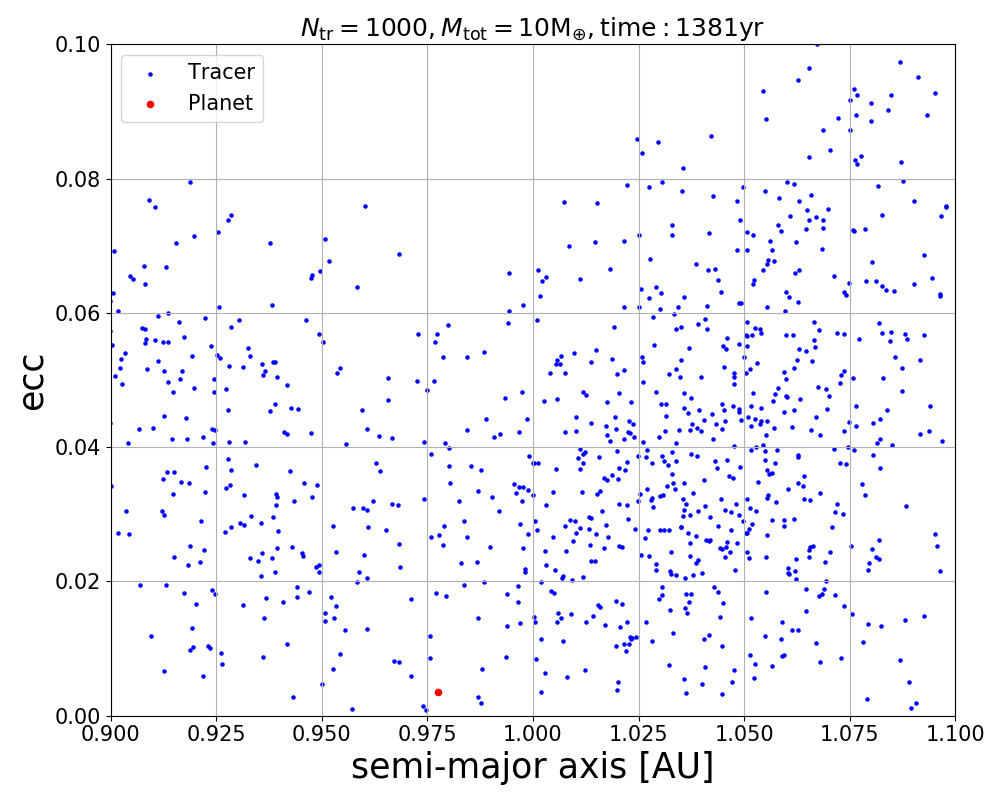 N_tr = 1000, M_tot = 10M_⊕, time : 1381yr
Tracer
Planet
ecc
0.10
0.08
0.06
0.04
0.02
0.00
0.900 0.925 0.950 0.975 1.000 1.025 1.050 1.075 1.100
semi-major axis [AU]